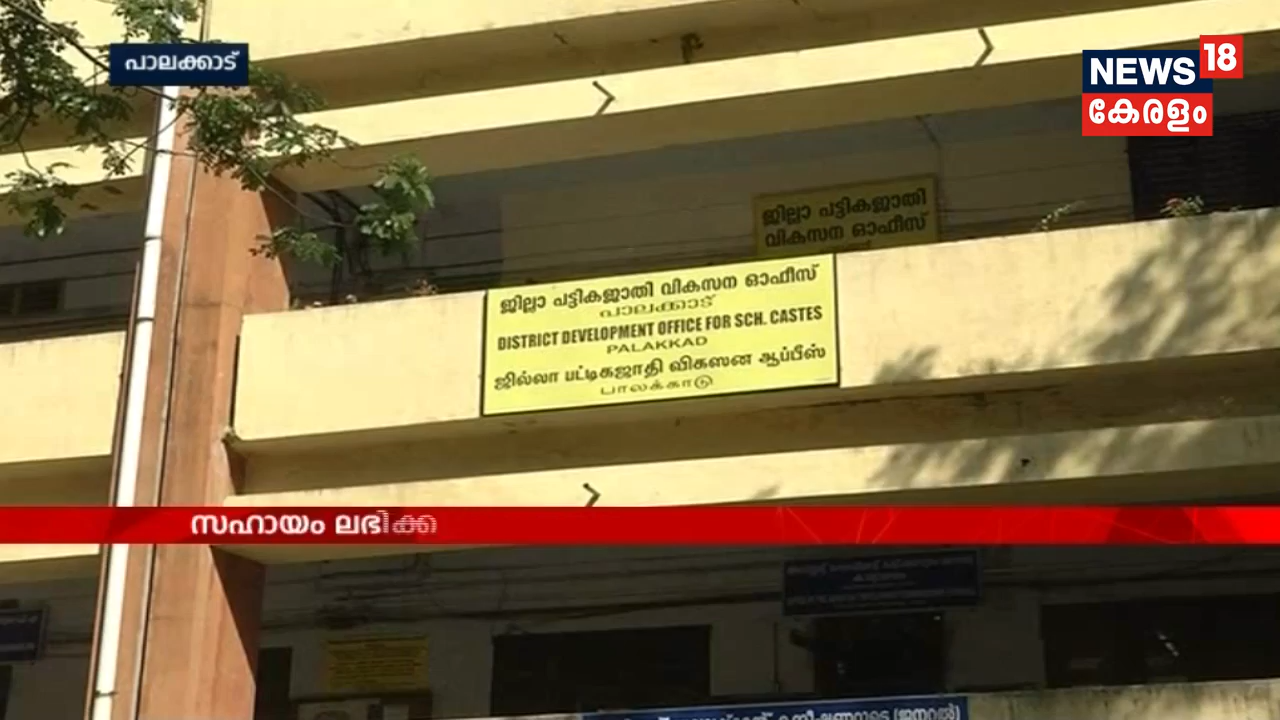 പാലക്കാട്
NEWS 18
കേരളം
ജില്ലാ പട്ടികജാതി
വികസന ഓഫീസ്
ജില്ലാ പട്ടികജാതി വികസന ഓഫീസ്
പാലക്കാട്
DISTRICT DEVELOPMENT OFFICE FOR SCH. CASTES
PALAKKAD
ஜில்லா பட்டிகஜாதி விகஸன ஆப்பீஸ்
பாலக்காடு
സഹായം ലഭിക്ക
(ജനറൽ)